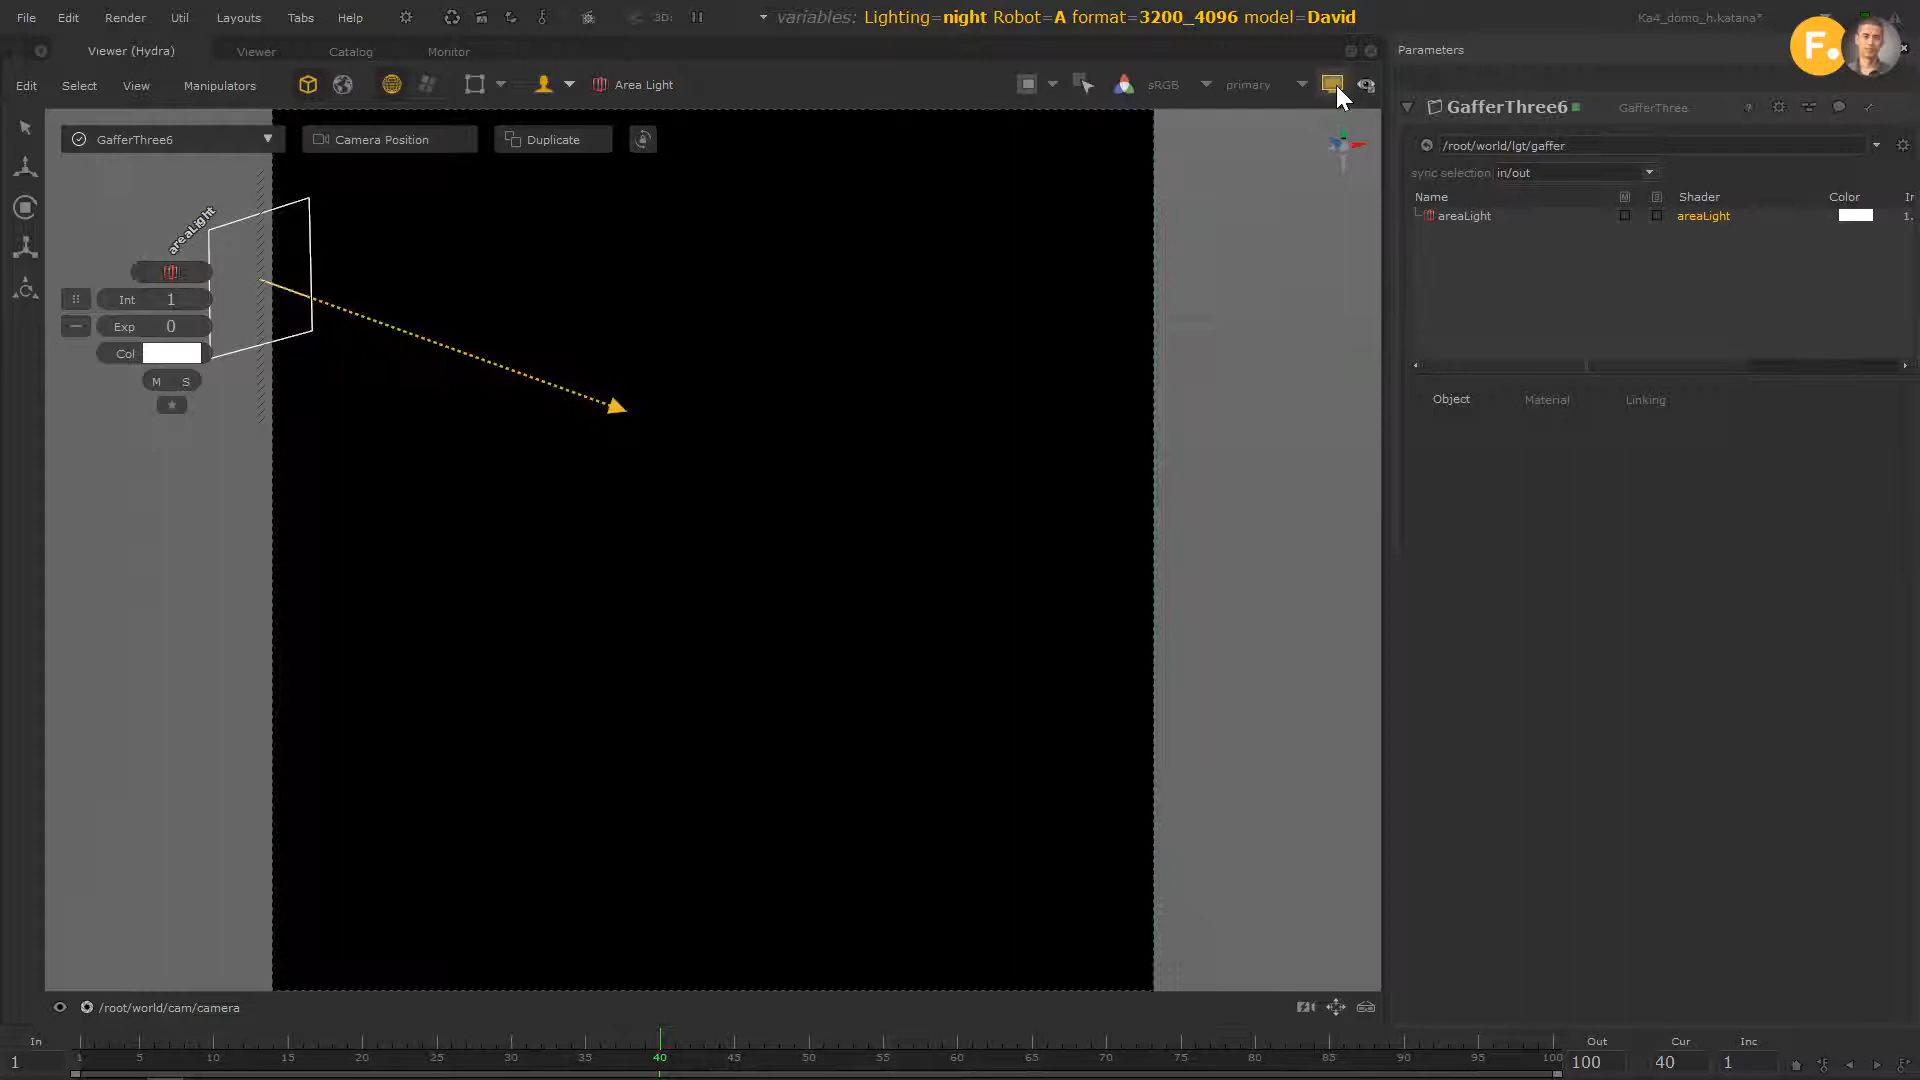 File Edit Render Util Layouts Tabs Help 3D: variables: Lighting=night Robot=A format=3200_4096 model=David Ka4_domo_h.katana*
Viewer (Hydra) Viewer Catalog Monitor Parameters
F.
Edit Select View Manipulators Area Light sRGB primary
GafferThree6 GafferThree
GafferThree6 Camera Position Duplicate
/root/world/lgt/gaffer
sync selection in/out
Name M S Shader Color In
areaLight areaLight 1.
areaLight
Int 1
Exp 0
Col
M S
Object Material Linking
/root/world/cam/camera
In Out Cur Inc
1 1 5 10 15 20 25 30 35 40 45 50 55 60 65 70 75 80 85 90 95 100 100 40 1